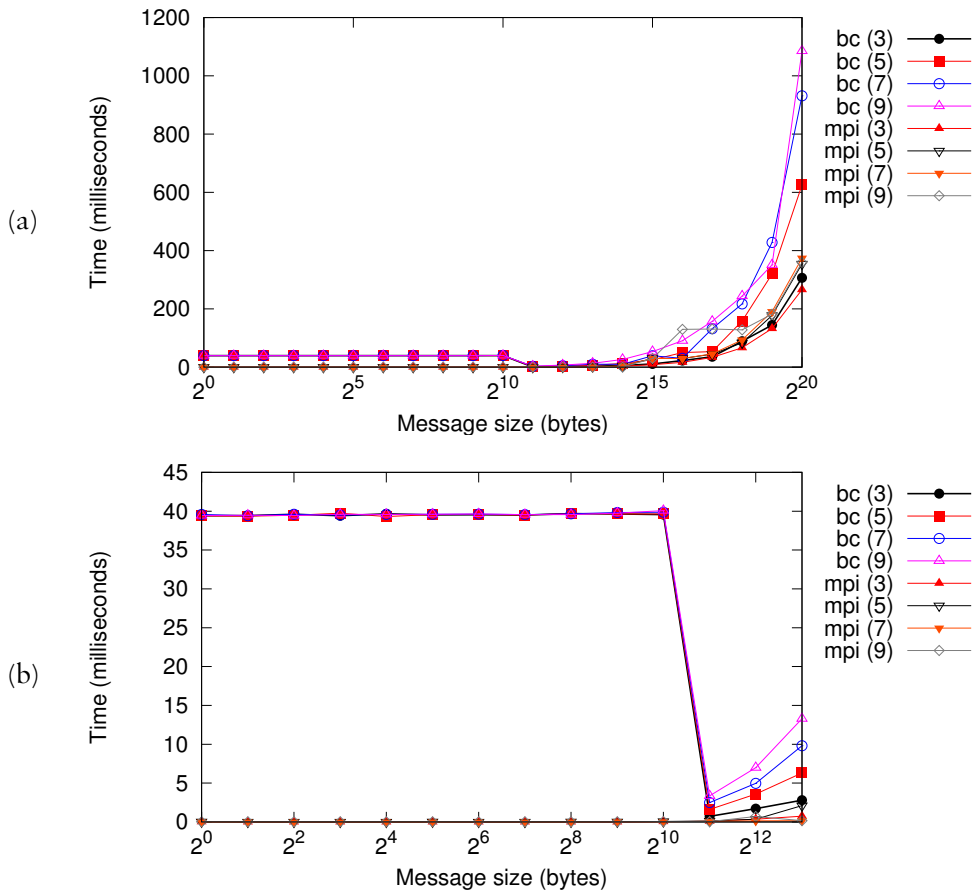 (a)
Time (milliseconds)
1200
1000
800
600
400
200
0
2^0
2^5
2^10
2^15
2^20
Message size (bytes)
bc (3)
bc (5)
bc (7)
bc (9)
mpi (3)
mpi (5)
mpi (7)
mpi (9)
(b)
Time (milliseconds)
45
40
35
30
25
20
15
10
5
0
2^0
2^2
2^4
2^6
2^8
2^10
2^12
Message size (bytes)
bc (3)
bc (5)
bc (7)
bc (9)
mpi (3)
mpi (5)
mpi (7)
mpi (9)